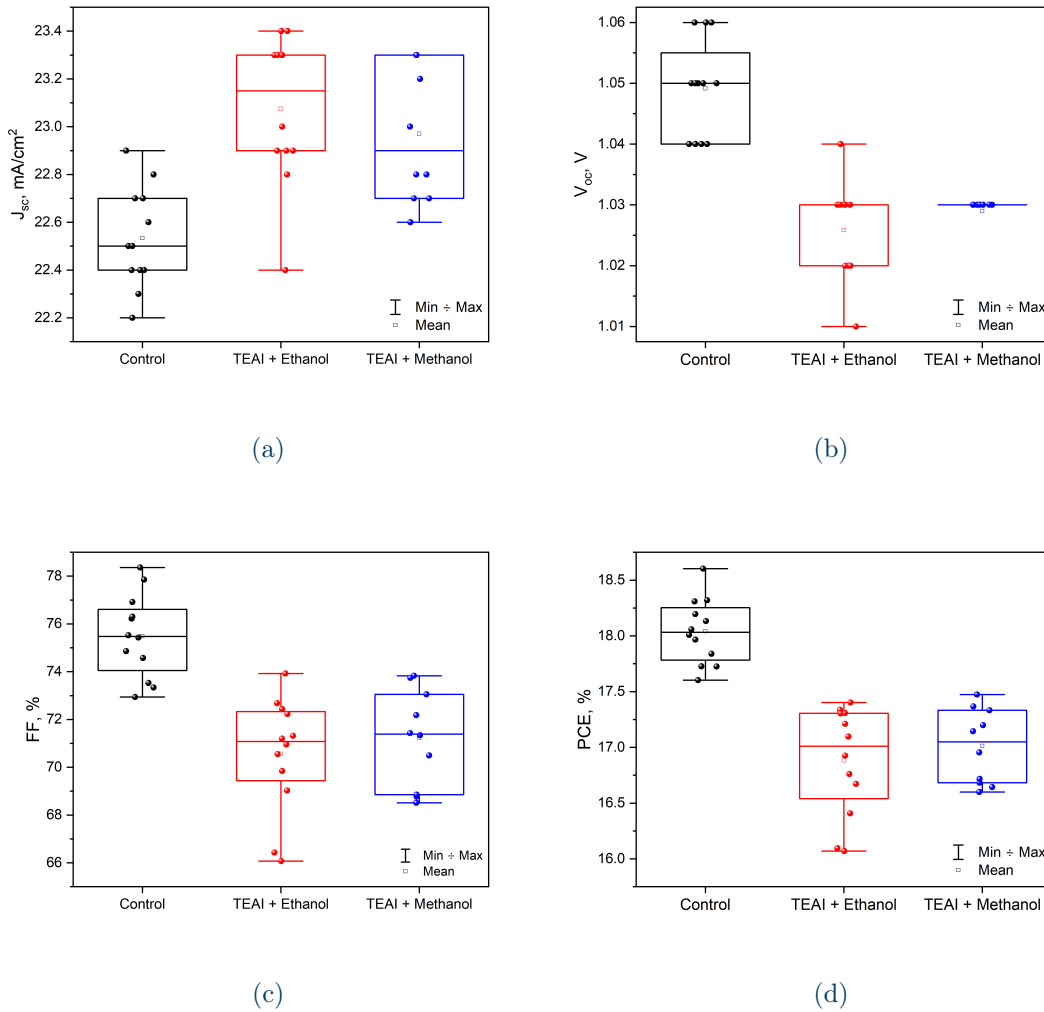 23.4
23.2
23.0
22.8
22.6
22.4
22.2
J_sc, mA/cm²
Min ÷ Max
Mean
Control
TEAI + Ethanol
TEAI + Methanol
(a)
1.06
1.05
1.04
1.03
1.02
1.01
V_oc, V
Min ÷ Max
Mean
Control
TEAI + Ethanol
TEAI + Methanol
(b)
78
76
74
72
70
68
66
FF, %
Min ÷ Max
Mean
Control
TEAI + Ethanol
TEAI + Methanol
(c)
18.5
18.0
17.5
17.0
16.5
16.0
PCE, %
Min ÷ Max
Mean
Control
TEAI + Ethanol
TEAI + Methanol
(d)